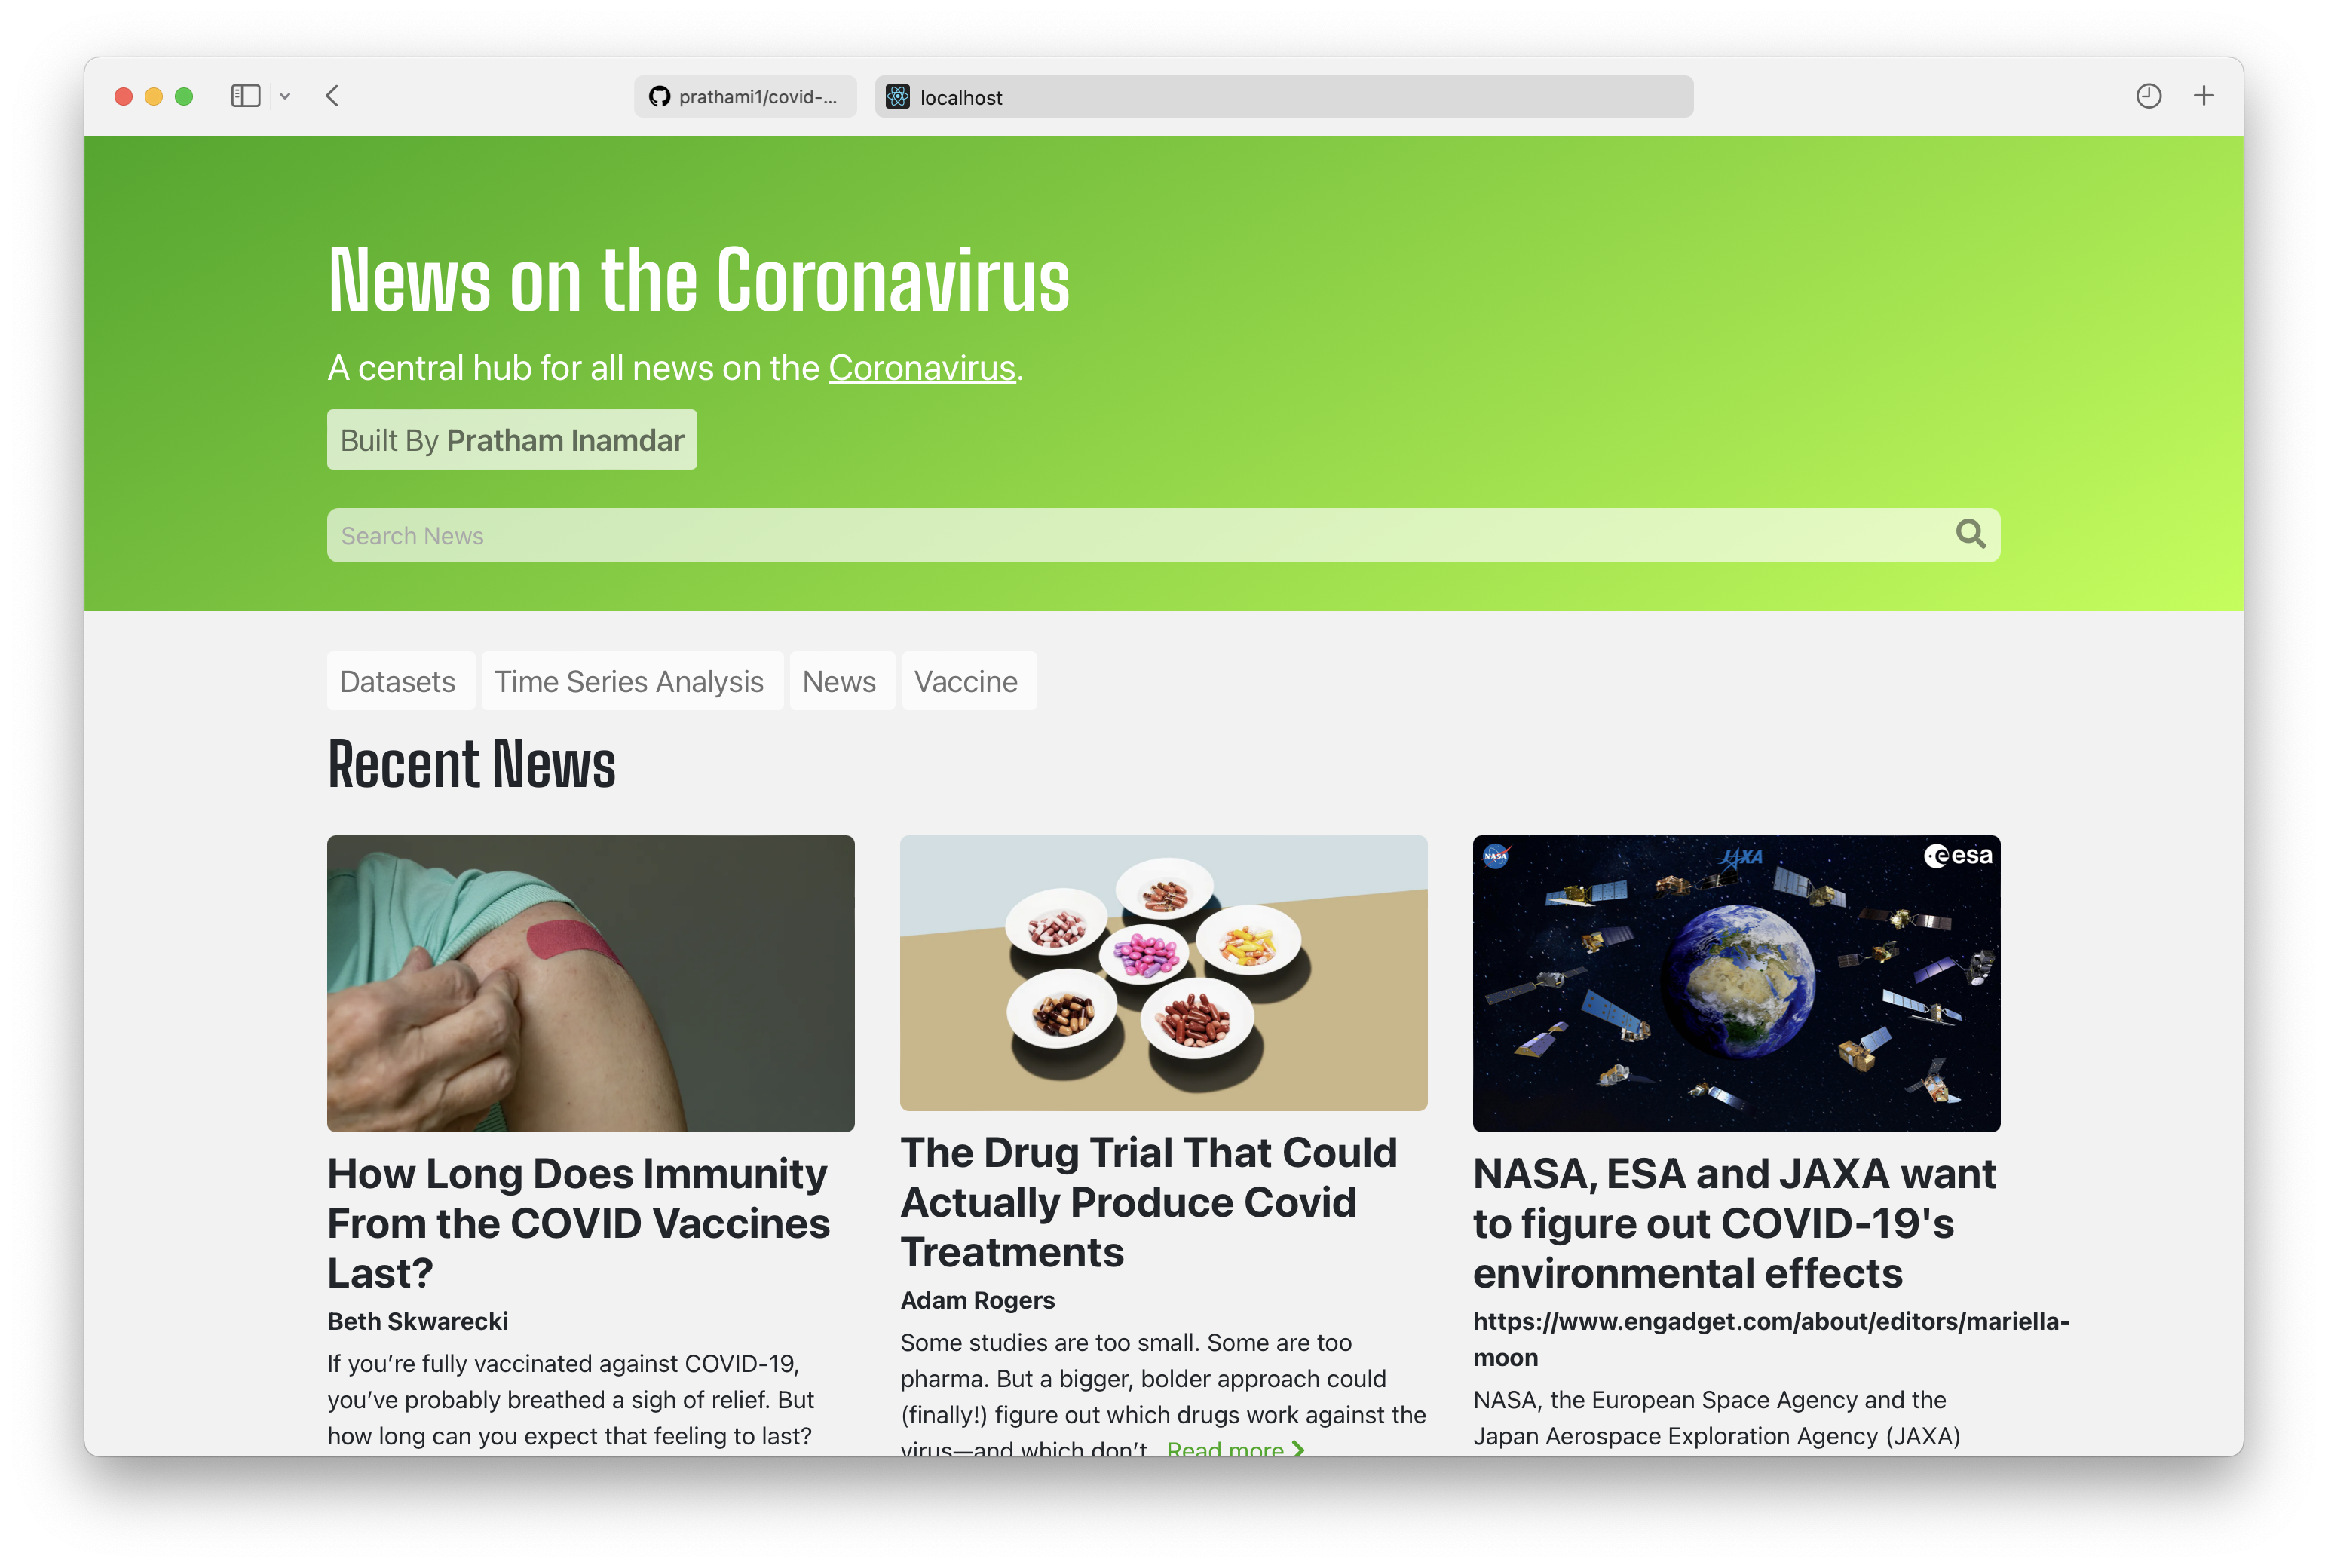 prathami1/covid-...
localhost
News on the Coronavirus
A central hub for all news on the Coronavirus.
Built By Pratham Inamdar
Search News
Datasets
Time Series Analysis
News
Vaccine
Recent News
How Long Does Immunity
From the COVID Vaccines
Last?
Beth Skwarecki
If you’re fully vaccinated against COVID-19,
you’ve probably breathed a sigh of relief. But
how long can you expect that feeling to last?
The Drug Trial That Could
Actually Produce Covid
Treatments
Adam Rogers
Some studies are too small. Some are too
pharma. But a bigger, bolder approach could
(finally!) figure out which drugs work against the
virus—and which don’t. Read more
NASA
JAXA
esa
NASA, ESA and JAXA want
to figure out COVID-19's
environmental effects
https://www.engadget.com/about/editors/mariella-
moon
NASA, the European Space Agency and the
Japan Aerospace Exploration Agency (JAXA)